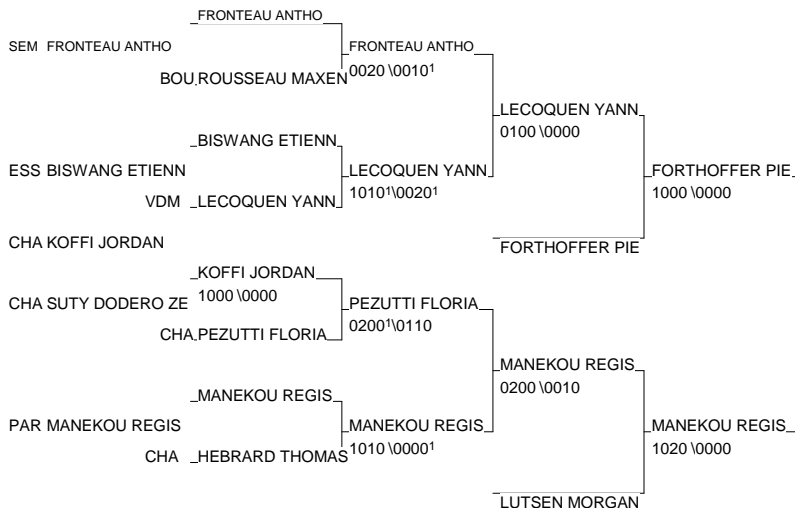 FRONTEAU ANTHO
SEM FRONTEAU ANTHO
FRONTEAU ANTHO
0020 \0010¹
BOU ROUSSEAU MAXEN
LECOQUEN YANN
0100 \0000
BISWANG ETIENN
ESS BISWANG ETIENN
LECOQUEN YANN
1010¹\0020¹
FORTHOFFER PIE
1000 \0000
VDM LECOQUEN YANN
CHA KOFFI JORDAN
FORTHOFFER PIE
KOFFI JORDAN
1000 \0000
CHA SUTY DODERO ZE
PEZUTTI FLORIA
0200¹\0110
CHA PEZUTTI FLORIA
MANEKOU REGIS
0200 \0010
MANEKOU REGIS
PAR MANEKOU REGIS
MANEKOU REGIS
1010 \0000¹
MANEKOU REGIS
1020 \0000
CHA HEBRARD THOMAS
LUTSEN MORGAN